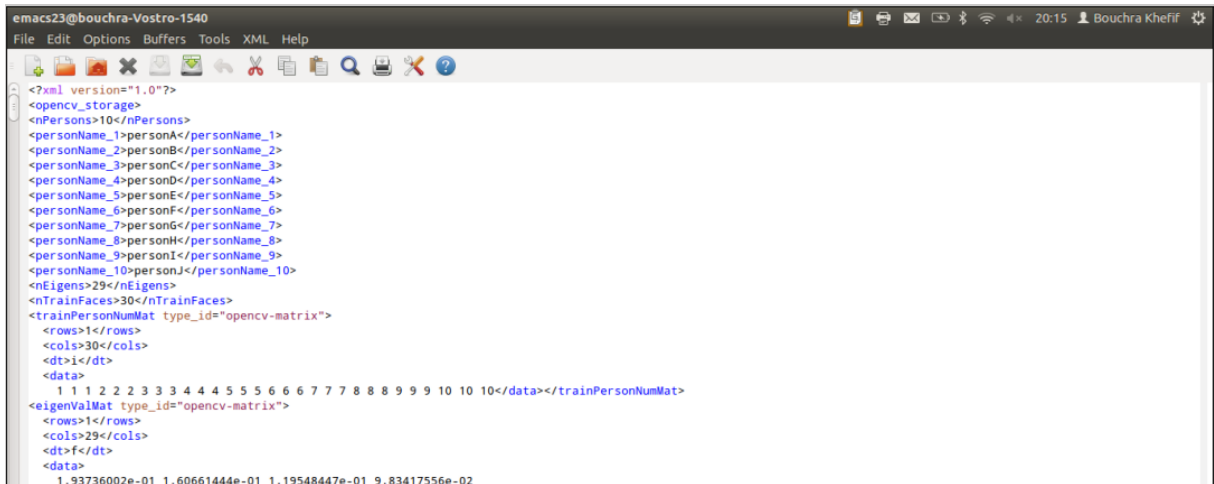 emacs23@bouchra-Vostro-1540 20:15 Bouchra Khefif
File Edit Options Buffers Tools XML Help
<?xml version="1.0"?>
<opencv_storage>
<nPersons>10</nPersons>
<personName_1>personA</personName_1>
<personName_2>personB</personName_2>
<personName_3>personC</personName_3>
<personName_4>personD</personName_4>
<personName_5>personE</personName_5>
<personName_6>personF</personName_6>
<personName_7>personG</personName_7>
<personName_8>personH</personName_8>
<personName_9>personI</personName_9>
<personName_10>personJ</personName_10>
<nEigens>29</nEigens>
<nTrainFaces>30</nTrainFaces>
<trainPersonNumMat type_id="opencv-matrix">
<rows>1</rows>
<cols>30</cols>
<dt>i</dt>
<data>
1 1 1 2 2 2 3 3 3 4 4 4 5 5 5 6 6 6 7 7 7 8 8 8 9 9 9 10 10 10</data></trainPersonNumMat>
<eigenValMat type_id="opencv-matrix">
<rows>1</rows>
<cols>29</cols>
<dt>f</dt>
<data>
1.93736002e-01 1.60661444e-01 1.19548447e-01 9.83417556e-02